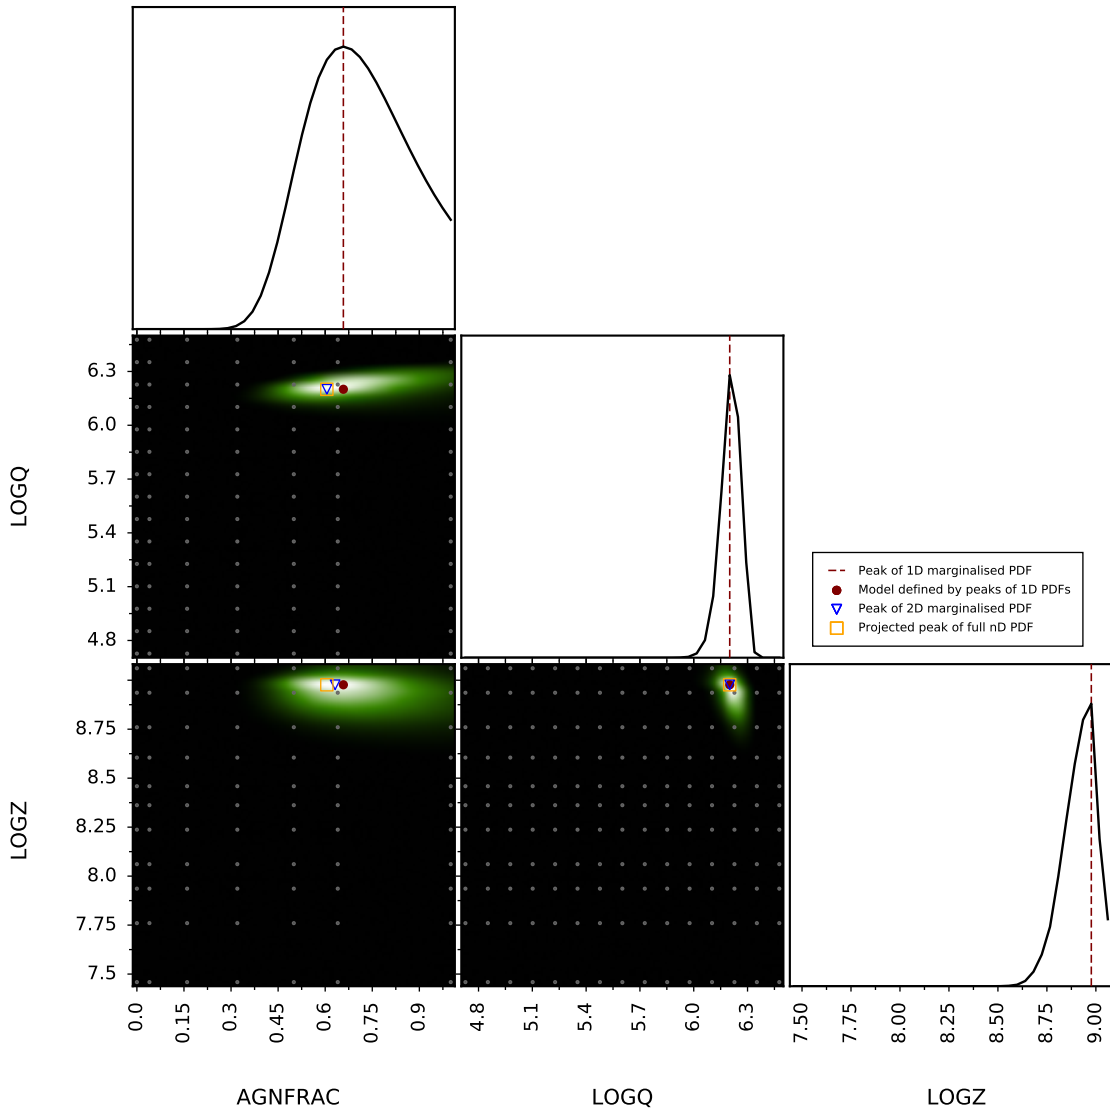 6.3
6.0
5.7
5.4
5.1
4.8
LOGQ
Peak of 1D marginalised PDF
Model defined by peaks of 1D PDFs
Peak of 2D marginalised PDF
Projected peak of full nD PDF
8.75
8.5
8.25
8.0
7.75
7.5
LOGZ
0.0 0.15 0.3 0.45 0.6 0.75 0.9
4.8 5.1 5.4 5.7 6.0 6.3
7.50 7.75 8.00 8.25 8.50 8.75 9.00
AGNFRAC LOGQ LOGZ